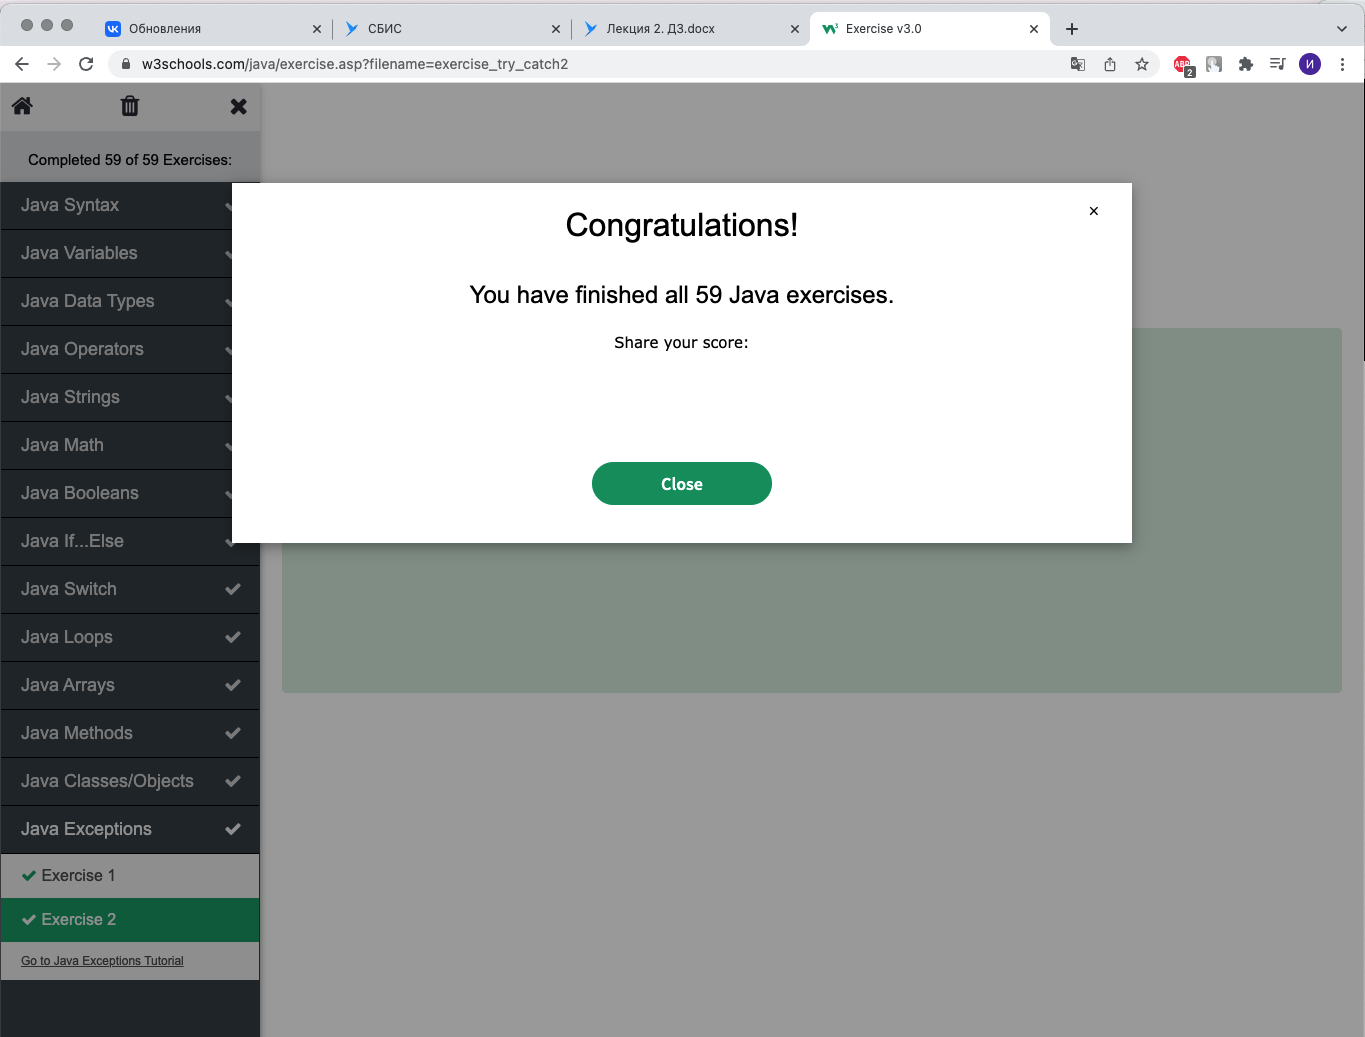 Обновления
СБИС
Лекция 2. ДЗ.docx
Exercise v3.0
w3schools.com/java/exercise.asp?filename=exercise_try_catch2
ABP
2
И
Completed 59 of 59 Exercises:
Java Syntax
Java Variables
Java Data Types
Java Operators
Java Strings
Java Math
Java Booleans
Java If...Else
Java Switch
Java Loops
Java Arrays
Java Methods
Java Classes/Objects
Java Exceptions
Exercise 1
Exercise 2
Go to Java Exceptions Tutorial
Congratulations!
You have finished all 59 Java exercises.
Share your score:
Close